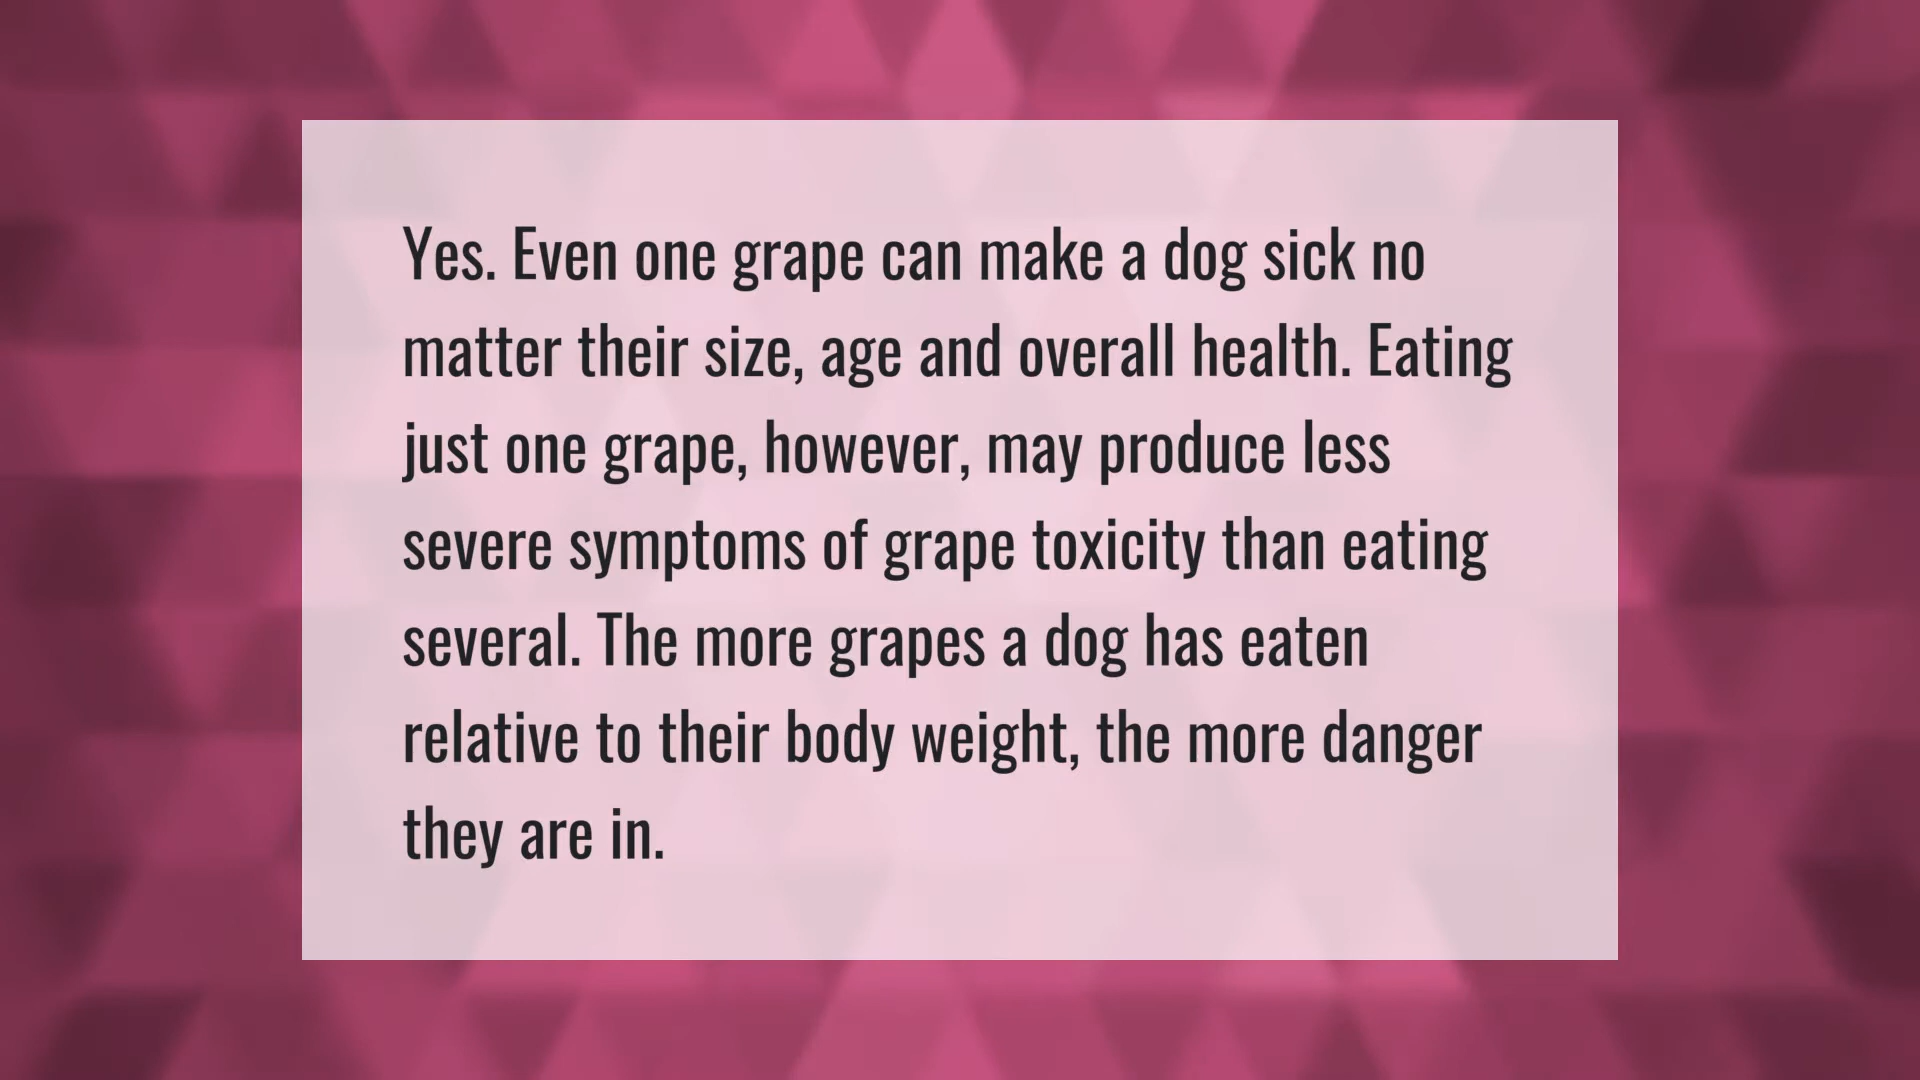 Yes. Even one grape can make a dog sick no
matter their size, age and overall health. Eating
just one grape, however, may produce less
severe symptoms of grape toxicity than eating
several. The more grapes a dog has eaten
relative to their body weight, the more danger
they are in.